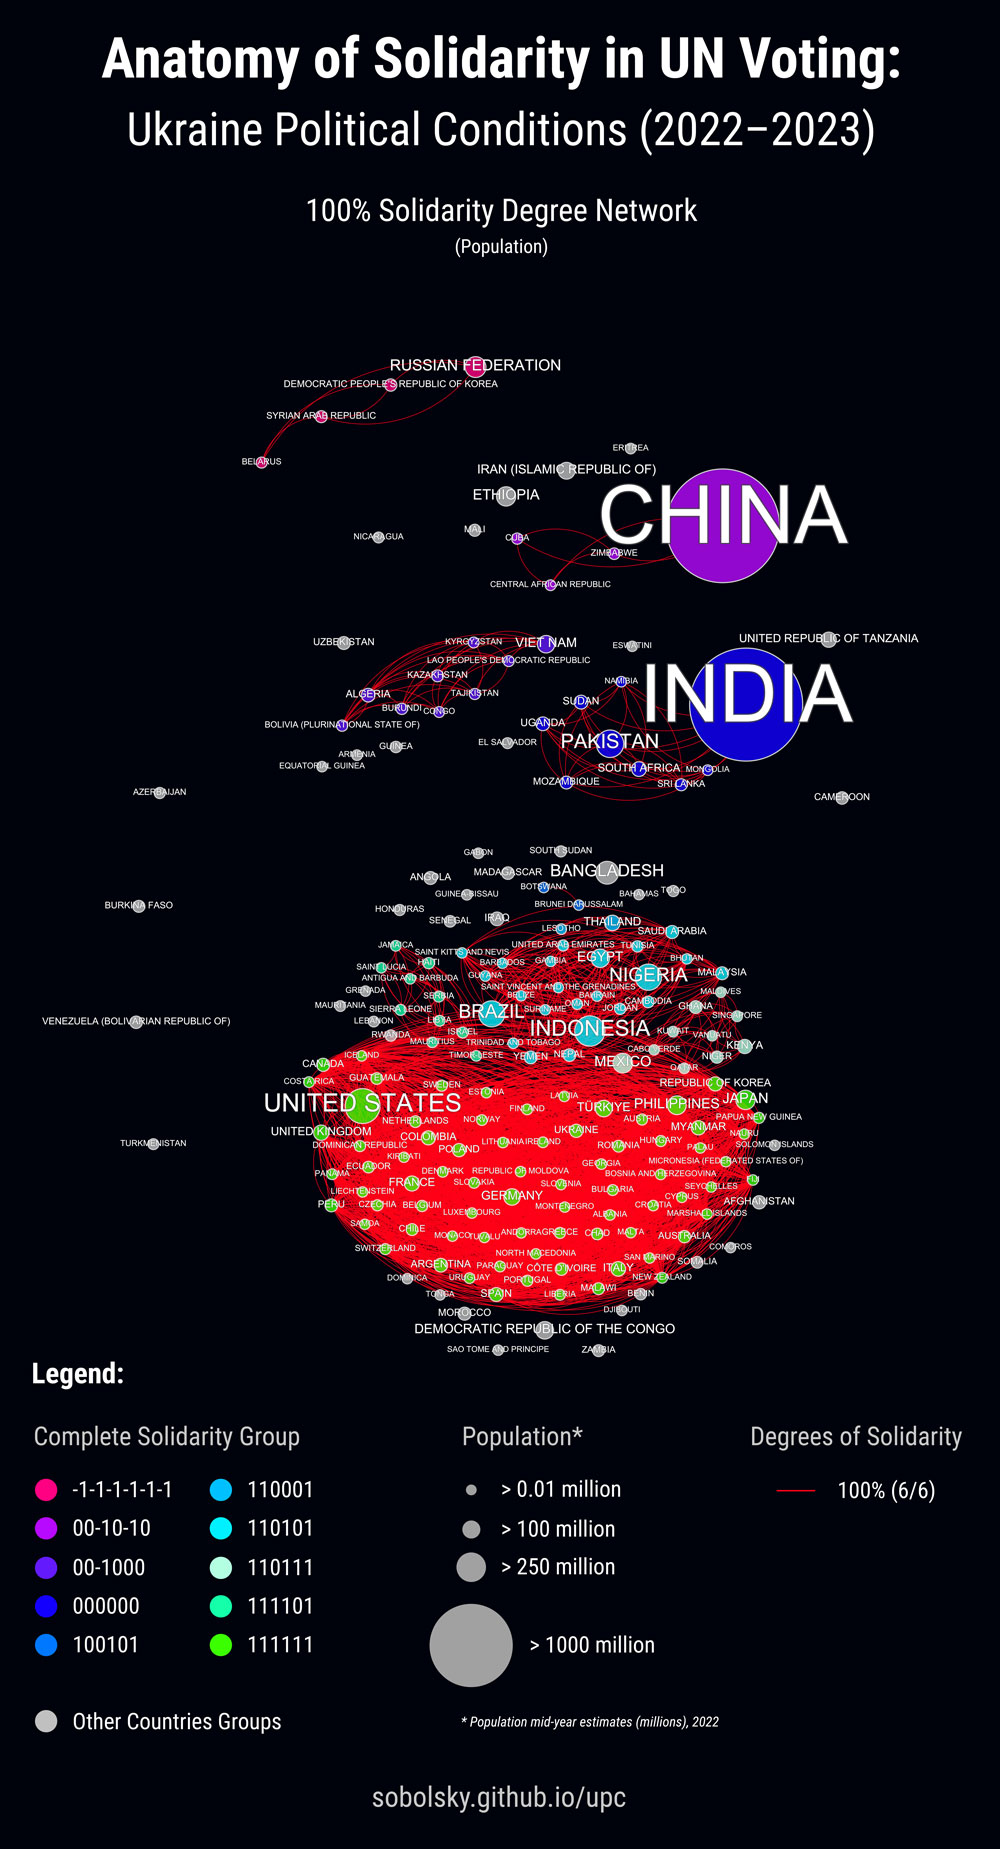 Anatomy of Solidarity in UN Voting:
Ukraine Political Conditions (2022–2023)
100% Solidarity Degree Network
(Population)
RUSSIAN FEDERATION
DEMOCRATIC PEOPLE'S REPUBLIC OF KOREA
SYRIAN ARAB REPUBLIC
BELARUS
ERITREA
IRAN (ISLAMIC REPUBLIC OF)
ETHIOPIA
CHINA
MALI
NICARAGUA
CUBA
ZIMBABWE
CENTRAL AFRICAN REPUBLIC
UNITED REPUBLIC OF TANZANIA
UZBEKISTAN
KYRGYZSTAN
VIET NAM
ESWATINI
LAO PEOPLE'S DEMOCRATIC REPUBLIC
KAZAKHSTAN
NAMIBIA
INDIA
ALGERIA
TAJIKISTAN
SUDAN
BURUNDI
CONGO
BOLIVIA (PLURINATIONAL STATE OF)
UGANDA
PAKISTAN
EL SALVADOR
GUINEA
ARMENIA
EQUATORIAL GUINEA
SOUTH AFRICA
MONGOLIA
MOZAMBIQUE
SRI LANKA
AZERBAIJAN
CAMEROON
GABON
SOUTH SUDAN
BANGLADESH
MADAGASCAR
ANGOLA
BOTSWANA
TOGO
GUINEA-BISSAU
BAHAMAS
BURKINA FASO
BRUNEI DARUSSALAM
HONDURAS
IRAQ
SENEGAL
THAILAND
LESOTHO
SAUDI ARABIA
JAMAICA
UNITED ARAB EMIRATES
TUNISIA
SAINT KITTS AND NEVIS
EGYPT
BHUTAN
HAITI
BARBADOS
GAMBIA
SAINT LUCIA
NIGERIA
MALAYSIA
GUYANA
ANTIGUA AND BARBUDA
SAINT VINCENT AND THE GRENADINES
GRENADA
MALDIVES
SERBIA
BELIZE
BAHRAIN
CAMBODIA
MAURITANIA
OMAN
GHANA
SIERRA LEONE
BRAZIL
SURINAME
JORDAN
SINGAPORE
VENEZUELA (BOLIVARIAN REPUBLIC OF)
LEBANON
LIBYA
INDONESIA
ISRAEL
KUWAIT
RWANDA
VANUATU
MAURITIUS
TRINIDAD AND TOBAGO
KENYA
CABO VERDE
ICELAND
TIMOR-LESTE
YEMEN
NEPAL
NIGER
CANADA
MEXICO
QATAR
GUATEMALA
COSTA RICA
SWEDEN
REPUBLIC OF KOREA
ESTONIA
LATVIA
UNITED STATES
FINLAND
TÜRKIYE
PHILIPPINES
JAPAN
NETHERLANDS
NORWAY
AUSTRIA
PAPUA NEW GUINEA
UNITED KINGDOM
UKRAINE
MYANMAR
NAURU
COLOMBIA
TURKMENISTAN
DOMINICAN REPUBLIC
LITHUANIA
IRELAND
ROMANIA
HUNGARY
SOLOMON ISLANDS
POLAND
PALAU
KIRIBATI
GEORGIA
MICRONESIA (FEDERATED STATES OF)
ECUADOR
DENMARK
REPUBLIC OF MOLDOVA
PANAMA
BOSNIA AND HERZEGOVINA
FRANCE
SLOVAKIA
SLOVENIA
FIJI
LIECHTENSTEIN
GERMANY
BULGARIA
SEYCHELLES
CYPRUS
AFGHANISTAN
PERU
CZECHIA
BELGIUM
MONTENEGRO
CROATIA
LUXEMBOURG
ALBANIA
MARSHALL ISLANDS
SAMOA
CHILE
MONACO
TUVALU
ANDORRA
GREECE
CHAD
MALTA
AUSTRALIA
SWITZERLAND
NORTH MACEDONIA
COMOROS
SAN MARINO
ARGENTINA
PARAGUAY
CÔTE D'IVOIRE
ITALY
SOMALIA
DOMINICA
URUGUAY
PORTUGAL
NEW ZEALAND
TONGA
SPAIN
LIBERIA
MALAWI
BENIN
MOROCCO
DJIBOUTI
DEMOCRATIC REPUBLIC OF THE CONGO
SAO TOME AND PRINCIPE
ZAMBIA
Legend:
Complete Solidarity Group
-1-1-1-1-1-1
00-10-10
00-1000
000000
100101
110001
110101
110111
111101
111111
Other Countries Groups
Population*
> 0.01 million
> 100 million
> 250 million
> 1000 million
* Population mid-year estimates (millions), 2022
Degrees of Solidarity
100% (6/6)
sobolsky.github.io/upc